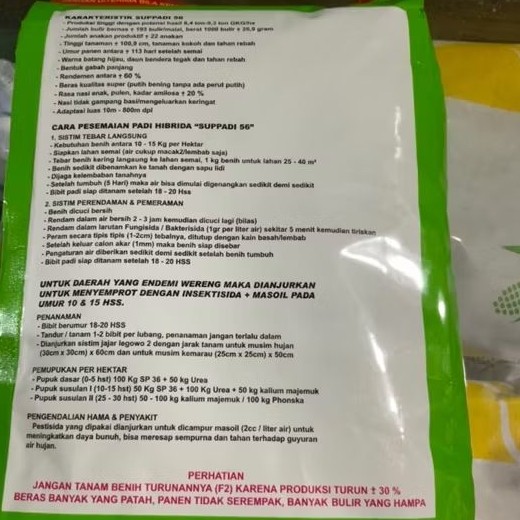 KARAKTERISTIK SUPPADI 56
- Produksi tinggi dengan potensi hasil 8,4 ton-9,2 ton GKG/ha
- Jumlah bulir bernas ± 195 bulir/malai, berat 1000 bulir ± 26,9 gram
- Jumlah anakan produktif ± 22 anakan
- Tinggi tanaman ± 109,9 cm, tanaman kokoh dan tahan rebah
- Umur panen antara ± 113 hari setelah semai
- Warna batang hijau, daun bendera tegak dan tahan rebah
- Bentuk gabah panjang
- Rendemen antara ± 60 %
- Beras kualitas super (putih bening tanpa ada perut putih)
- Rasa nasi enak, pulen, kadar amilosa ± 20 %
- Nasi tidak gampang basi/mengeluarkan keringat
- Adaptasi luas 10m - 800m dpl
CARA PESEMAIAN PADI HIBRIDA "SUPPADI 56"
1. SISTIM TEBAR LANGSUNG
- Kebutuhan benih antara 10 - 15 Kg per Hektar
- Siapkan lahan semai (air cukup macak2/lembab saja)
- Tebar benih kering langsung ke lahan semai, 1 kg benih untuk lahan 25 - 40 m²
- Benih sedikit dibenamkan ke tanah dengan sapu lidi
- Dijaga kelembaban tanahnya
- Setelah tumbuh (5 Hari) maka air bisa dimulai digenangkan sedikit demi sedikit
- Bibit padi siap ditanam setelah 18 - 20 Hss
2. SISTIM PERENDAMAN & PEMERAMAN
- Benih dicuci bersih
- Rendam dalam air bersih 2 - 3 jam kemudian dicuci lagi (bilas)
- Rendam dalam larutan Fungisida / Bakterisida (1gr per liter air) sekitar 5 menit kemudian tiriskan
- Peram secara tipis tipis (1-2cm) tebalnya, ditutup dengan kain basah/lembab
- Setelah keluar calon akar (1mm) maka benih siap disebar
- Pengaturan air diberikan sedikit demi sedikit setelah benih tumbuh
- Bibit padi siap ditanam setelah 18 - 20 HSS
UNTUK DAERAH YANG ENDEMI WERENG MAKA DIANJURKAN
UNTUK MENYEMPROT DENGAN INSEKTISIDA + MASOIL PADA
UMUR 10 & 15 HSS.
PENANAMAN
- Bibit berumur 18-20 HSS
- Tandur / tanam 1-2 bibit per lubang, penanaman jangan terlalu dalam
- Dianjurkan sistim jajar legowo 2 dengan jarak tanam untuk musim hujan
(30cm x 30cm) x 60cm dan untuk musim kemarau (25cm x 25cm) x 50cm
PEMUPUKAN PER HEKTAR
- Pupuk dasar (0-5 hst) 100 Kg SP 36 + 50 kg Urea
- Pupuk susulan I (10-15 hst) 50 Kg SP 36 + 100 Kg Urea + 50 kg kalium majemuk
- Pupuk susulan II (25 - 30 hst) 50 - 100 kg kalium majemuk / 100 kg Phonska
PENGENDALIAN HAMA & PENYAKIT
Pestisida yang dipakai dianjurkan untuk dicampur masoil (2cc / liter air) untuk
meningkatkan daya bunuh, bisa meresap sempurna dan tahan terhadap guyuran
air hujan.
PERHATIAN
JANGAN TANAM BENIH TURUNANNYA (F2) KARENA PRODUKSI TURUN ± 30 %
BERAS BANYAK YANG PATAH, PANEN TIDAK SEREMPAK, BANYAK BULIR YANG HAMPA